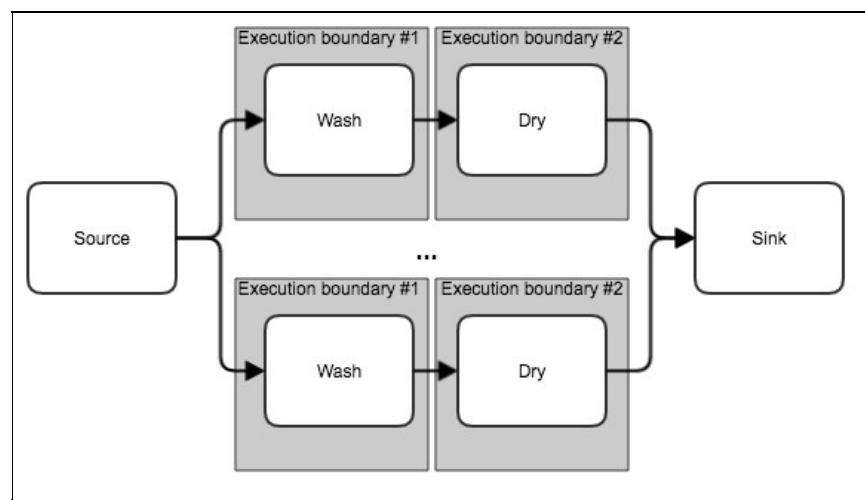 Execution boundary #1
Execution boundary #2
Wash
Dry
Source
...
Sink
Execution boundary #1
Execution boundary #2
Wash
Dry